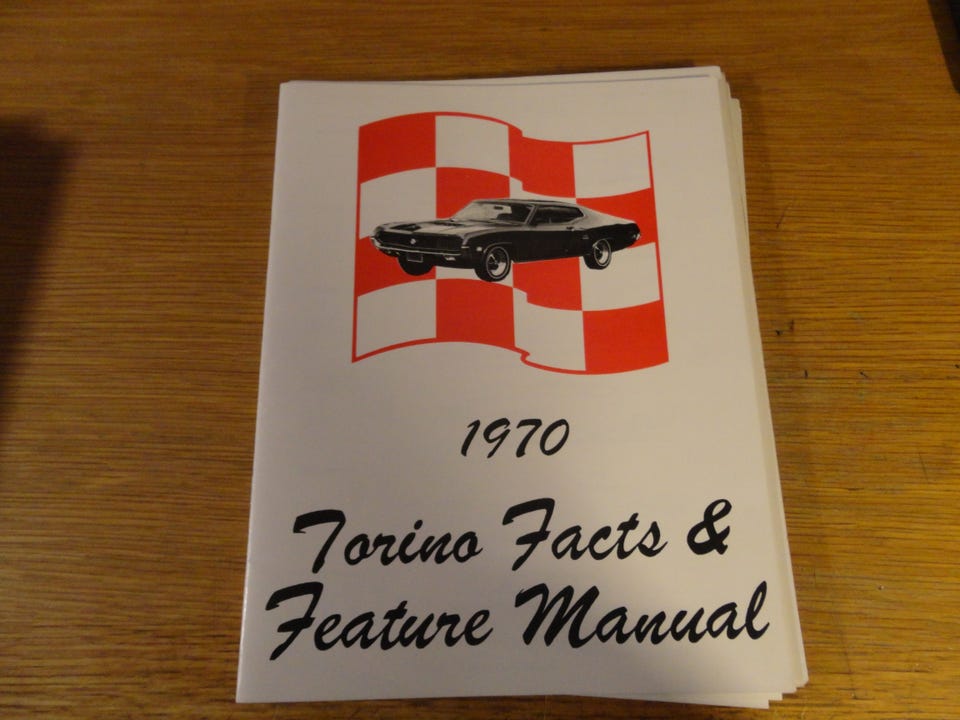 1970
Torino Facts &
Feature Manual